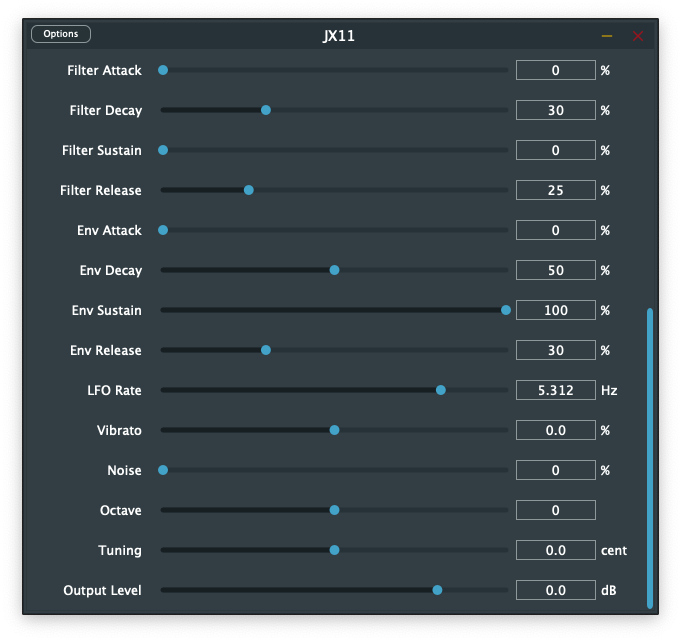 Options
JX11
Filter Attack 0 %
Filter Decay 30 %
Filter Sustain 0 %
Filter Release 25 %
Env Attack 0 %
Env Decay 50 %
Env Sustain 100 %
Env Release 30 %
LFO Rate 5.312 Hz
Vibrato 0.0 %
Noise 0 %
Octave 0
Tuning 0.0 cent
Output Level 0.0 dB